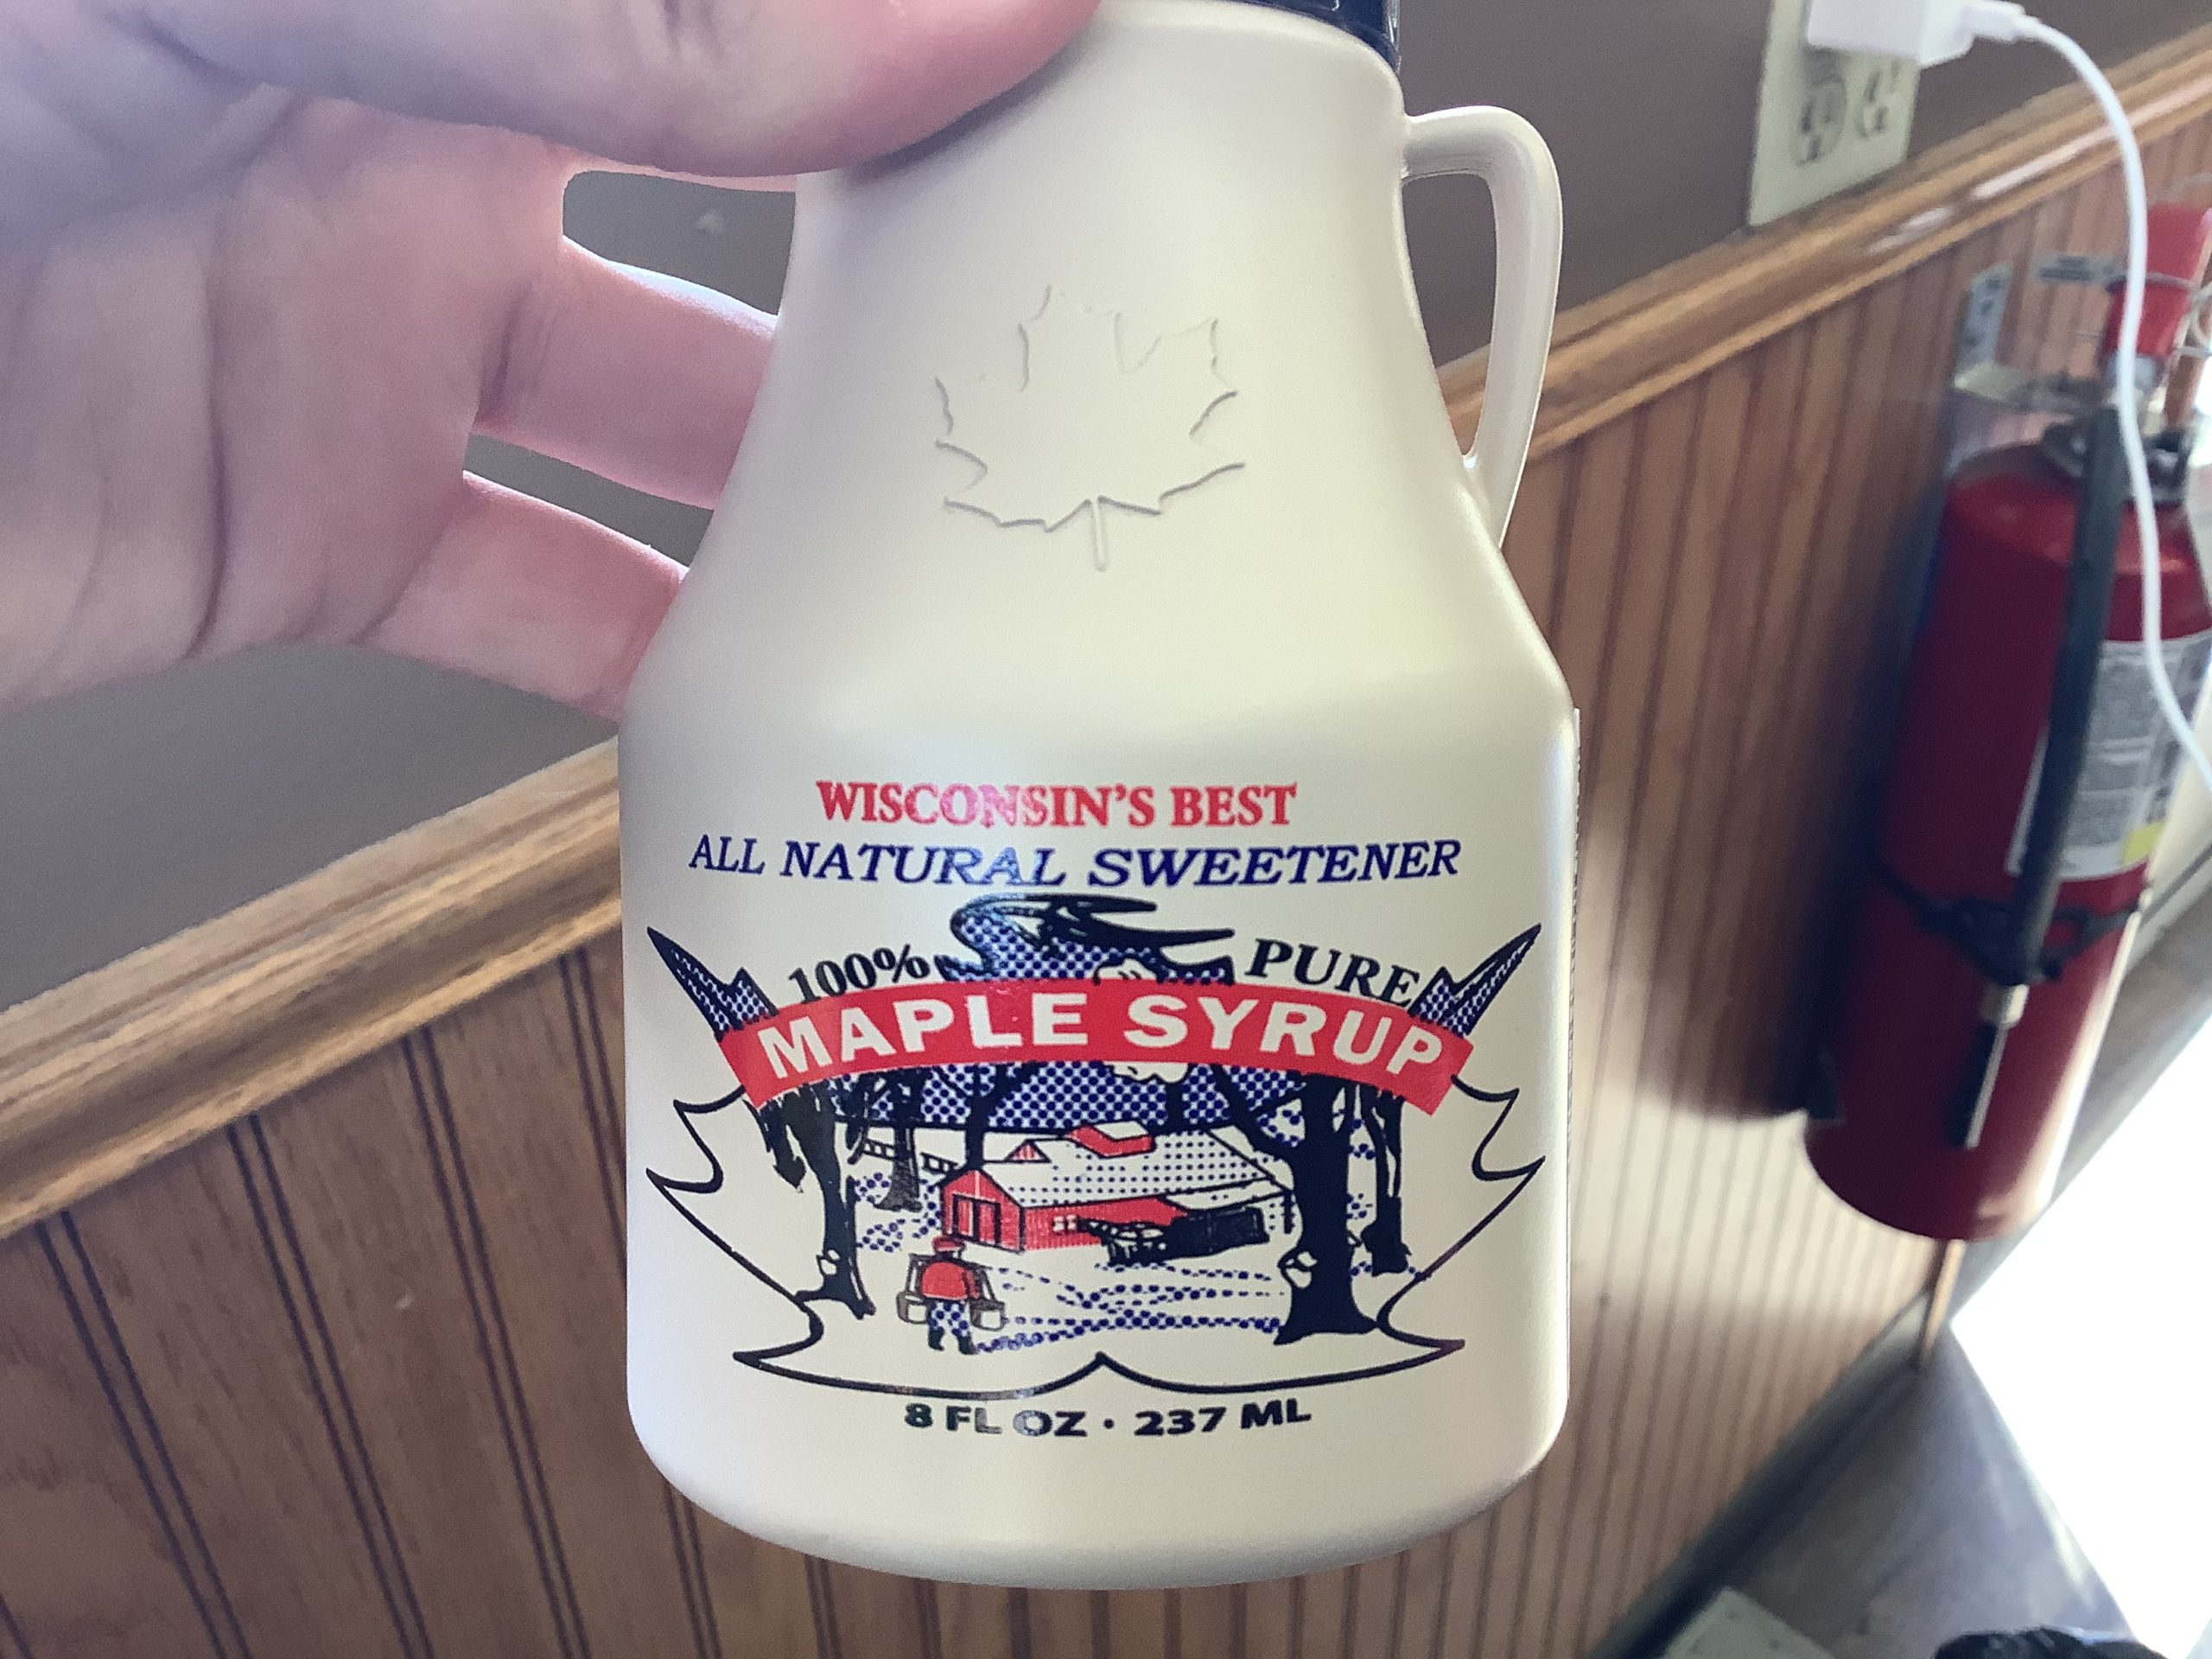 WISCONSIN'S BEST
ALL NATURAL SWEETENER
100% PURE
MAPLE SYRUP
8 FL OZ · 237 ML